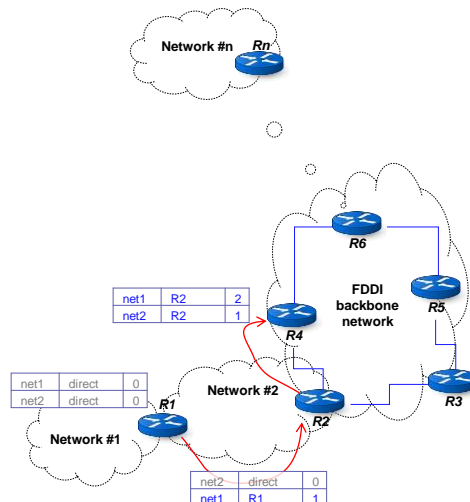 Network #n
Rn
R6
FDDI
backbone
network
R5
net1 R2 2
net2 R2 1
R4
R3
net1 direct 0
net2 direct 0
R1
Network #2
R2
Network #1
net2 direct 0
net1 R1 1